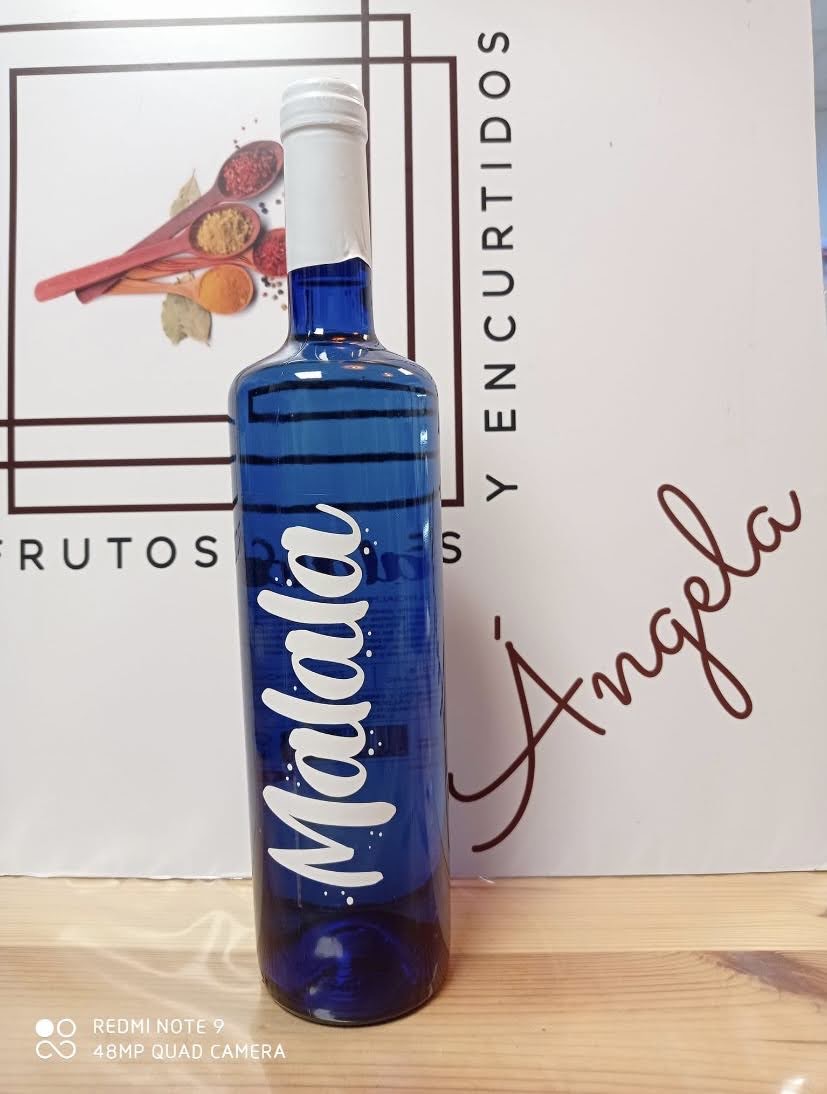 Y ENCURTIDOS
FRUTOS
S
Ángela
Malala
REDMI NOTE 9
48MP QUAD CAMERA